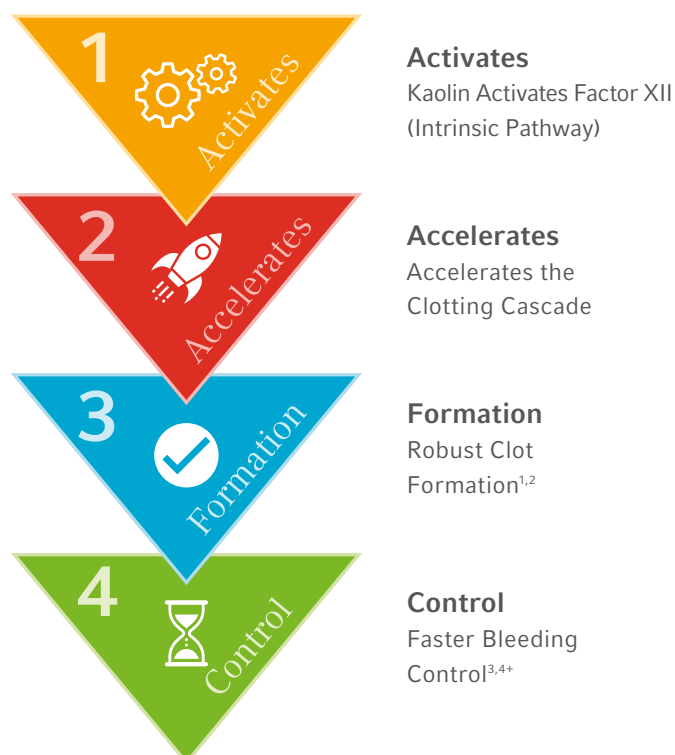 1
Activates
Activates
Kaolin Activates Factor XII
(Intrinsic Pathway)
2
Accelerates
Accelerates
Accelerates the
Clotting Cascade
3
Formation
Formation
Robust Clot
Formation¹,²
4
Control
Control
Faster Bleeding
Control³,⁴⁺